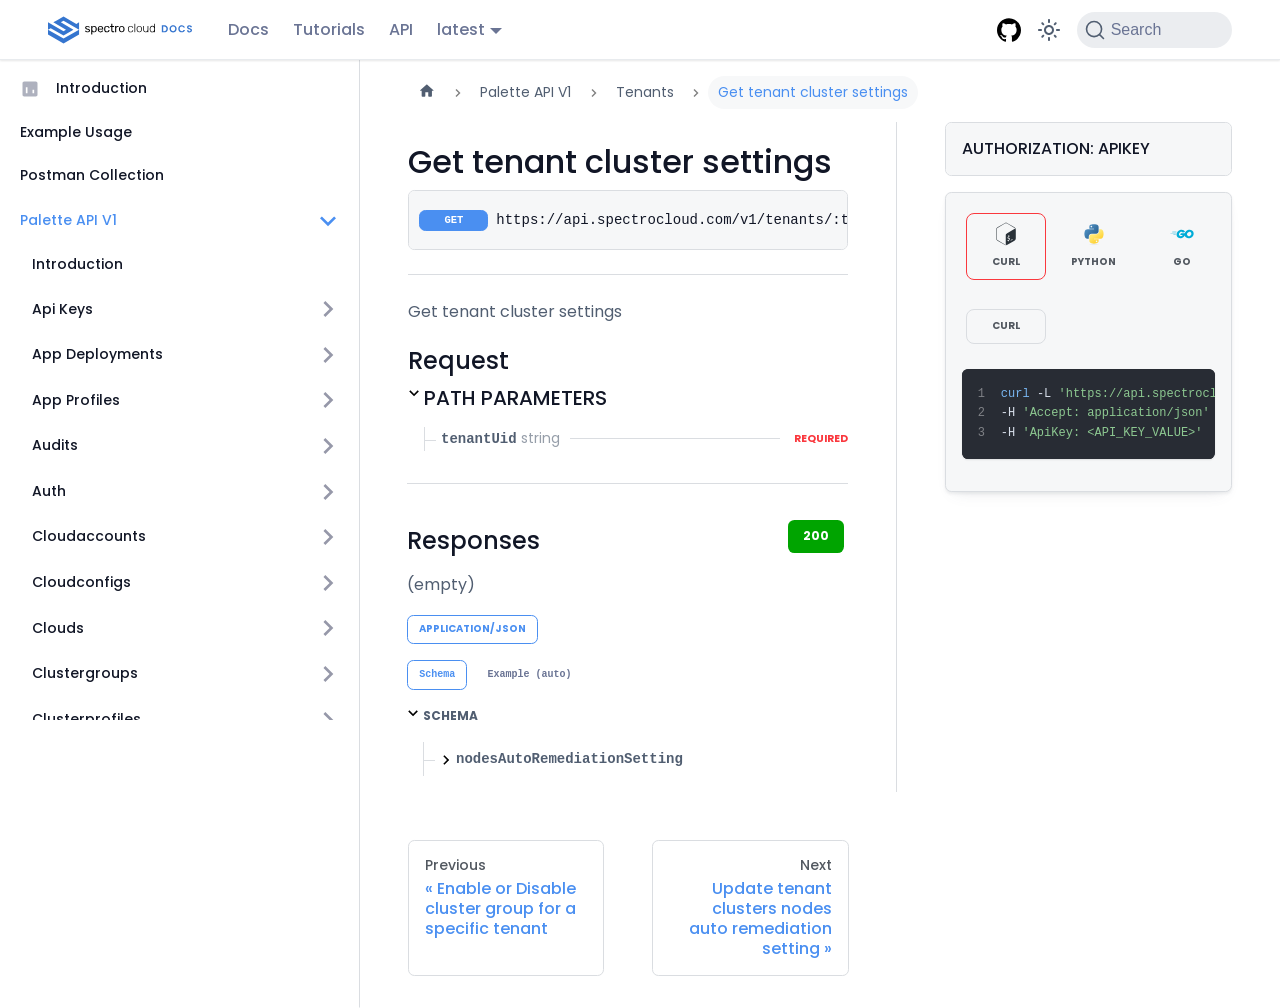 spectro cloud DOCS
Docs
Tutorials
API
latest
Search
Introduction
Example Usage
Postman Collection
Palette API V1
Introduction
Api Keys
App Deployments
App Profiles
Audits
Auth
Cloudaccounts
Cloudconfigs
Clouds
Clustergroups
Clusterprofiles
Palette API V1
Tenants
Get tenant cluster settings
Get tenant cluster settings
GET https://api.spectrocloud.com/v1/tenants/:t
Get tenant cluster settings
Request
PATH PARAMETERS
tenantUid string REQUIRED
Responses
200
(empty)
APPLICATION/JSON
Schema Example (auto)
SCHEMA
nodesAutoRemediationSetting
Previous
« Enable or Disable
cluster group for a
specific tenant
Next
Update tenant
clusters nodes
auto remediation
setting »
AUTHORIZATION: APIKEY
CURL
PYTHON
GO
CURL
1 curl -L 'https://api.spectrocl
2 -H 'Accept: application/json'
3 -H 'ApiKey: <API_KEY_VALUE>'